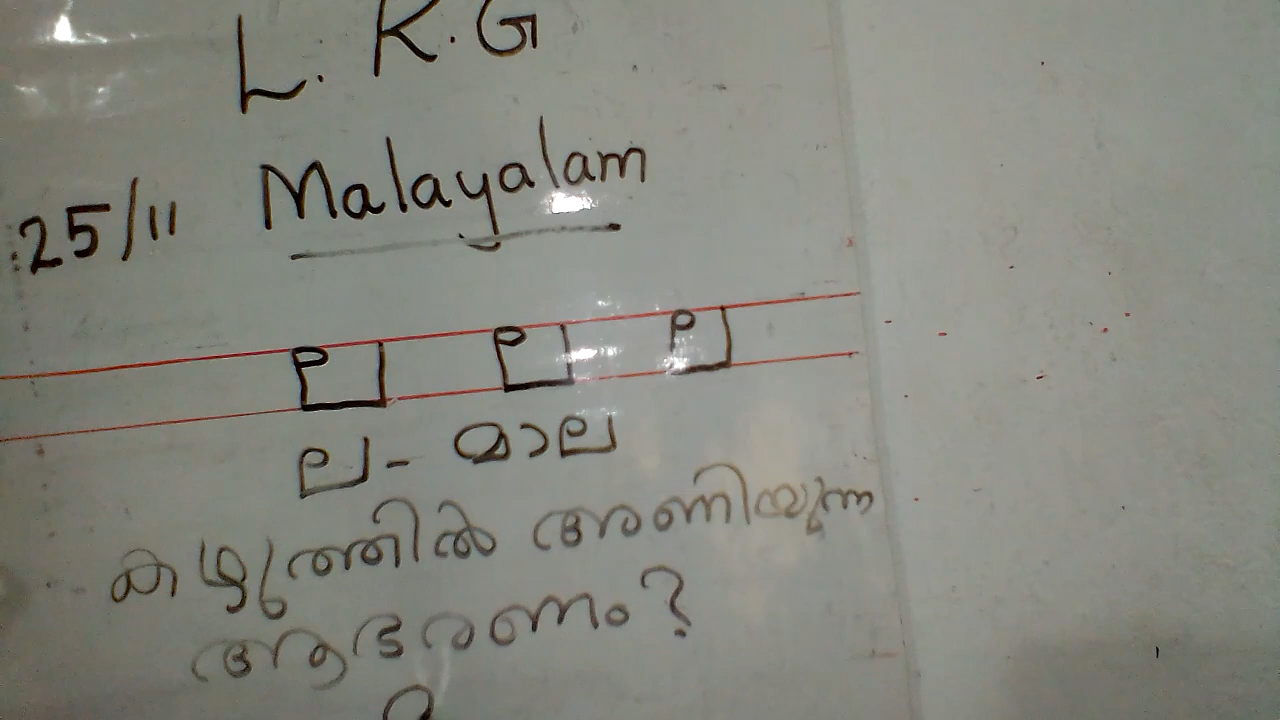 L. K. G
25/11 Malayalam
ല ല ല
ല - മാല
കഴുത്തിൽ അണിയുന്ന
ആഭരണം?